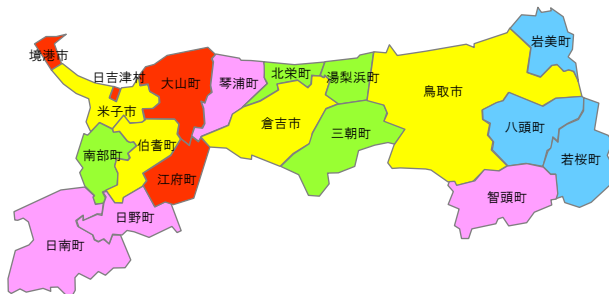 岩美町
境港市
日吉津村
大山町
琴浦町
北栄町
湯梨浜町
鳥取市
米子市
倉吉市
八頭町
三朝町
伯耆町
南部町
若桜町
江府町
智頭町
日野町
日南町